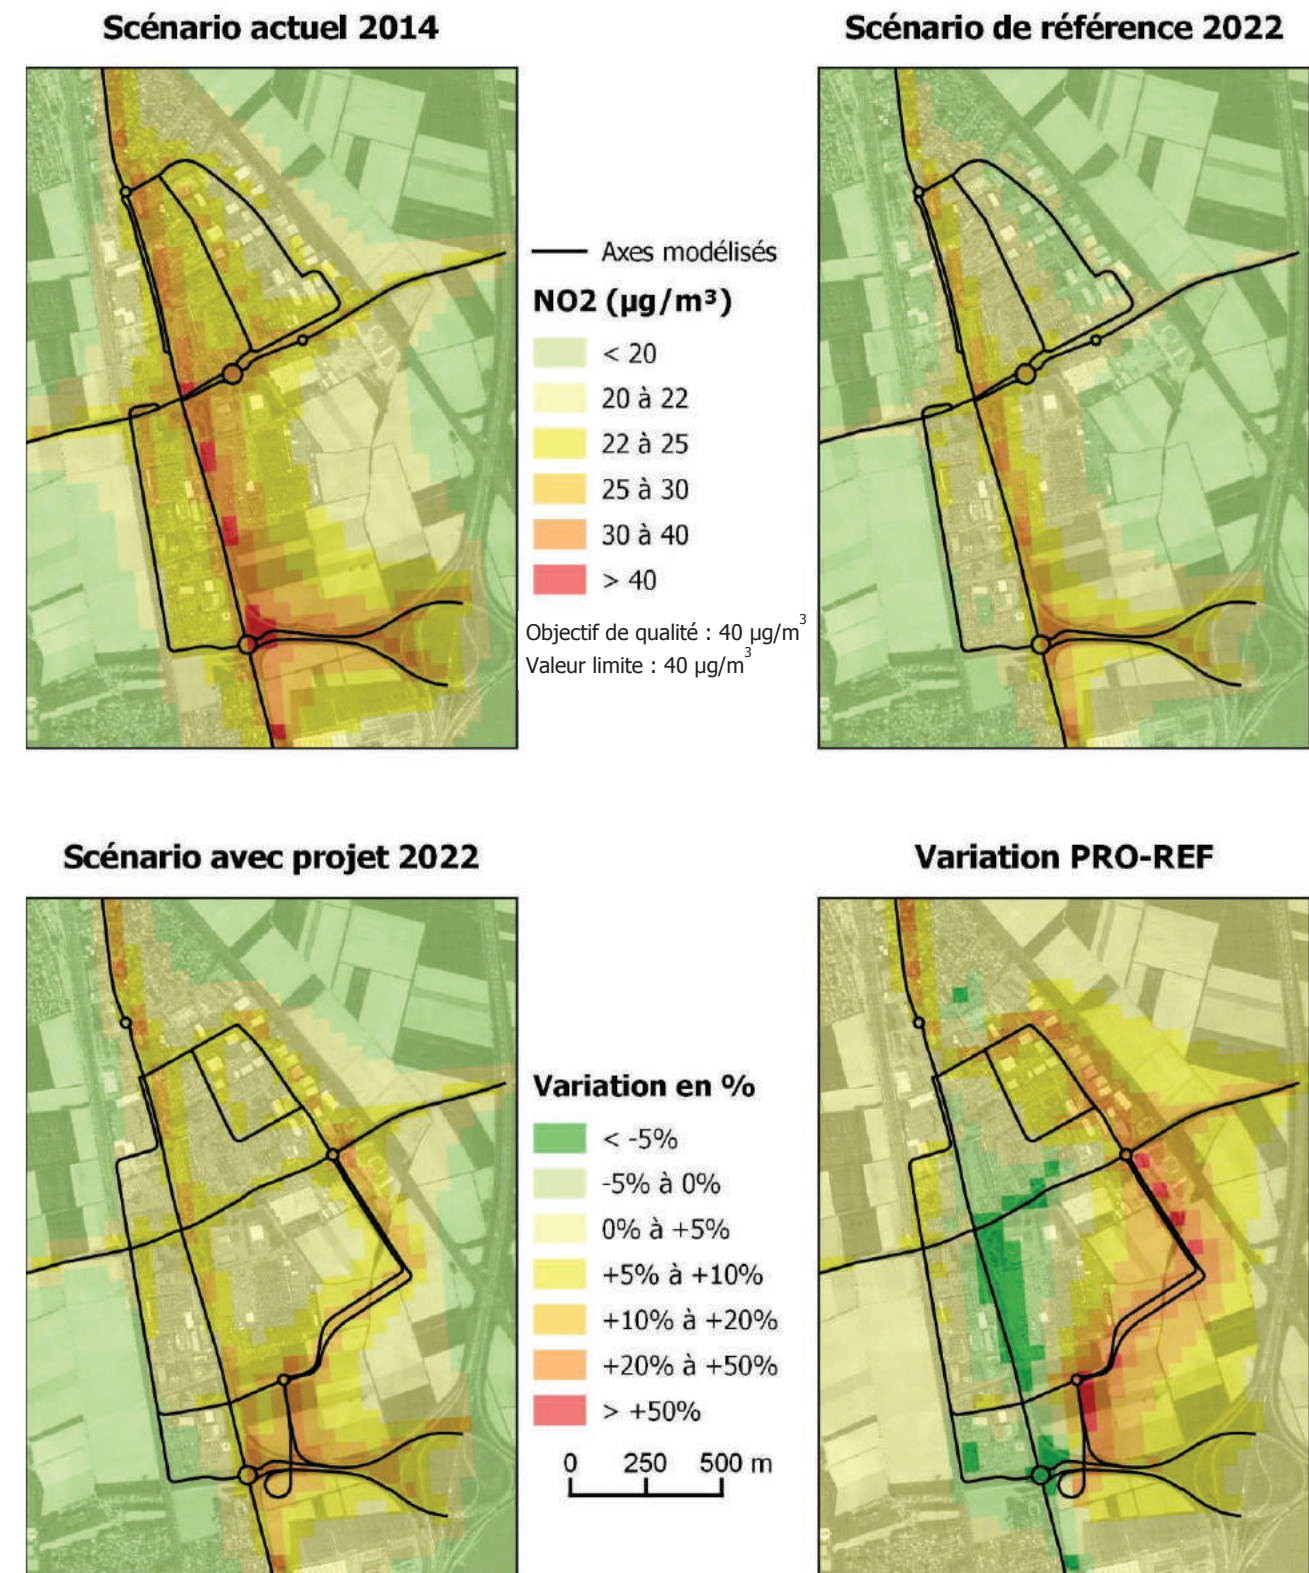 Scénario actuel 2014
Scénario de référence 2022
Axes modélisés
NO2 (µg/m³)
< 20
20 à 22
22 à 25
25 à 30
30 à 40
> 40
Objectif de qualité : 40 µg/m³
Valeur limite : 40 µg/m³
Scénario avec projet 2022
Variation PRO-REF
Variation en %
< -5%
-5% à 0%
0% à +5%
+5% à +10%
+10% à +20%
+20% à +50%
> +50%
0 250 500 m